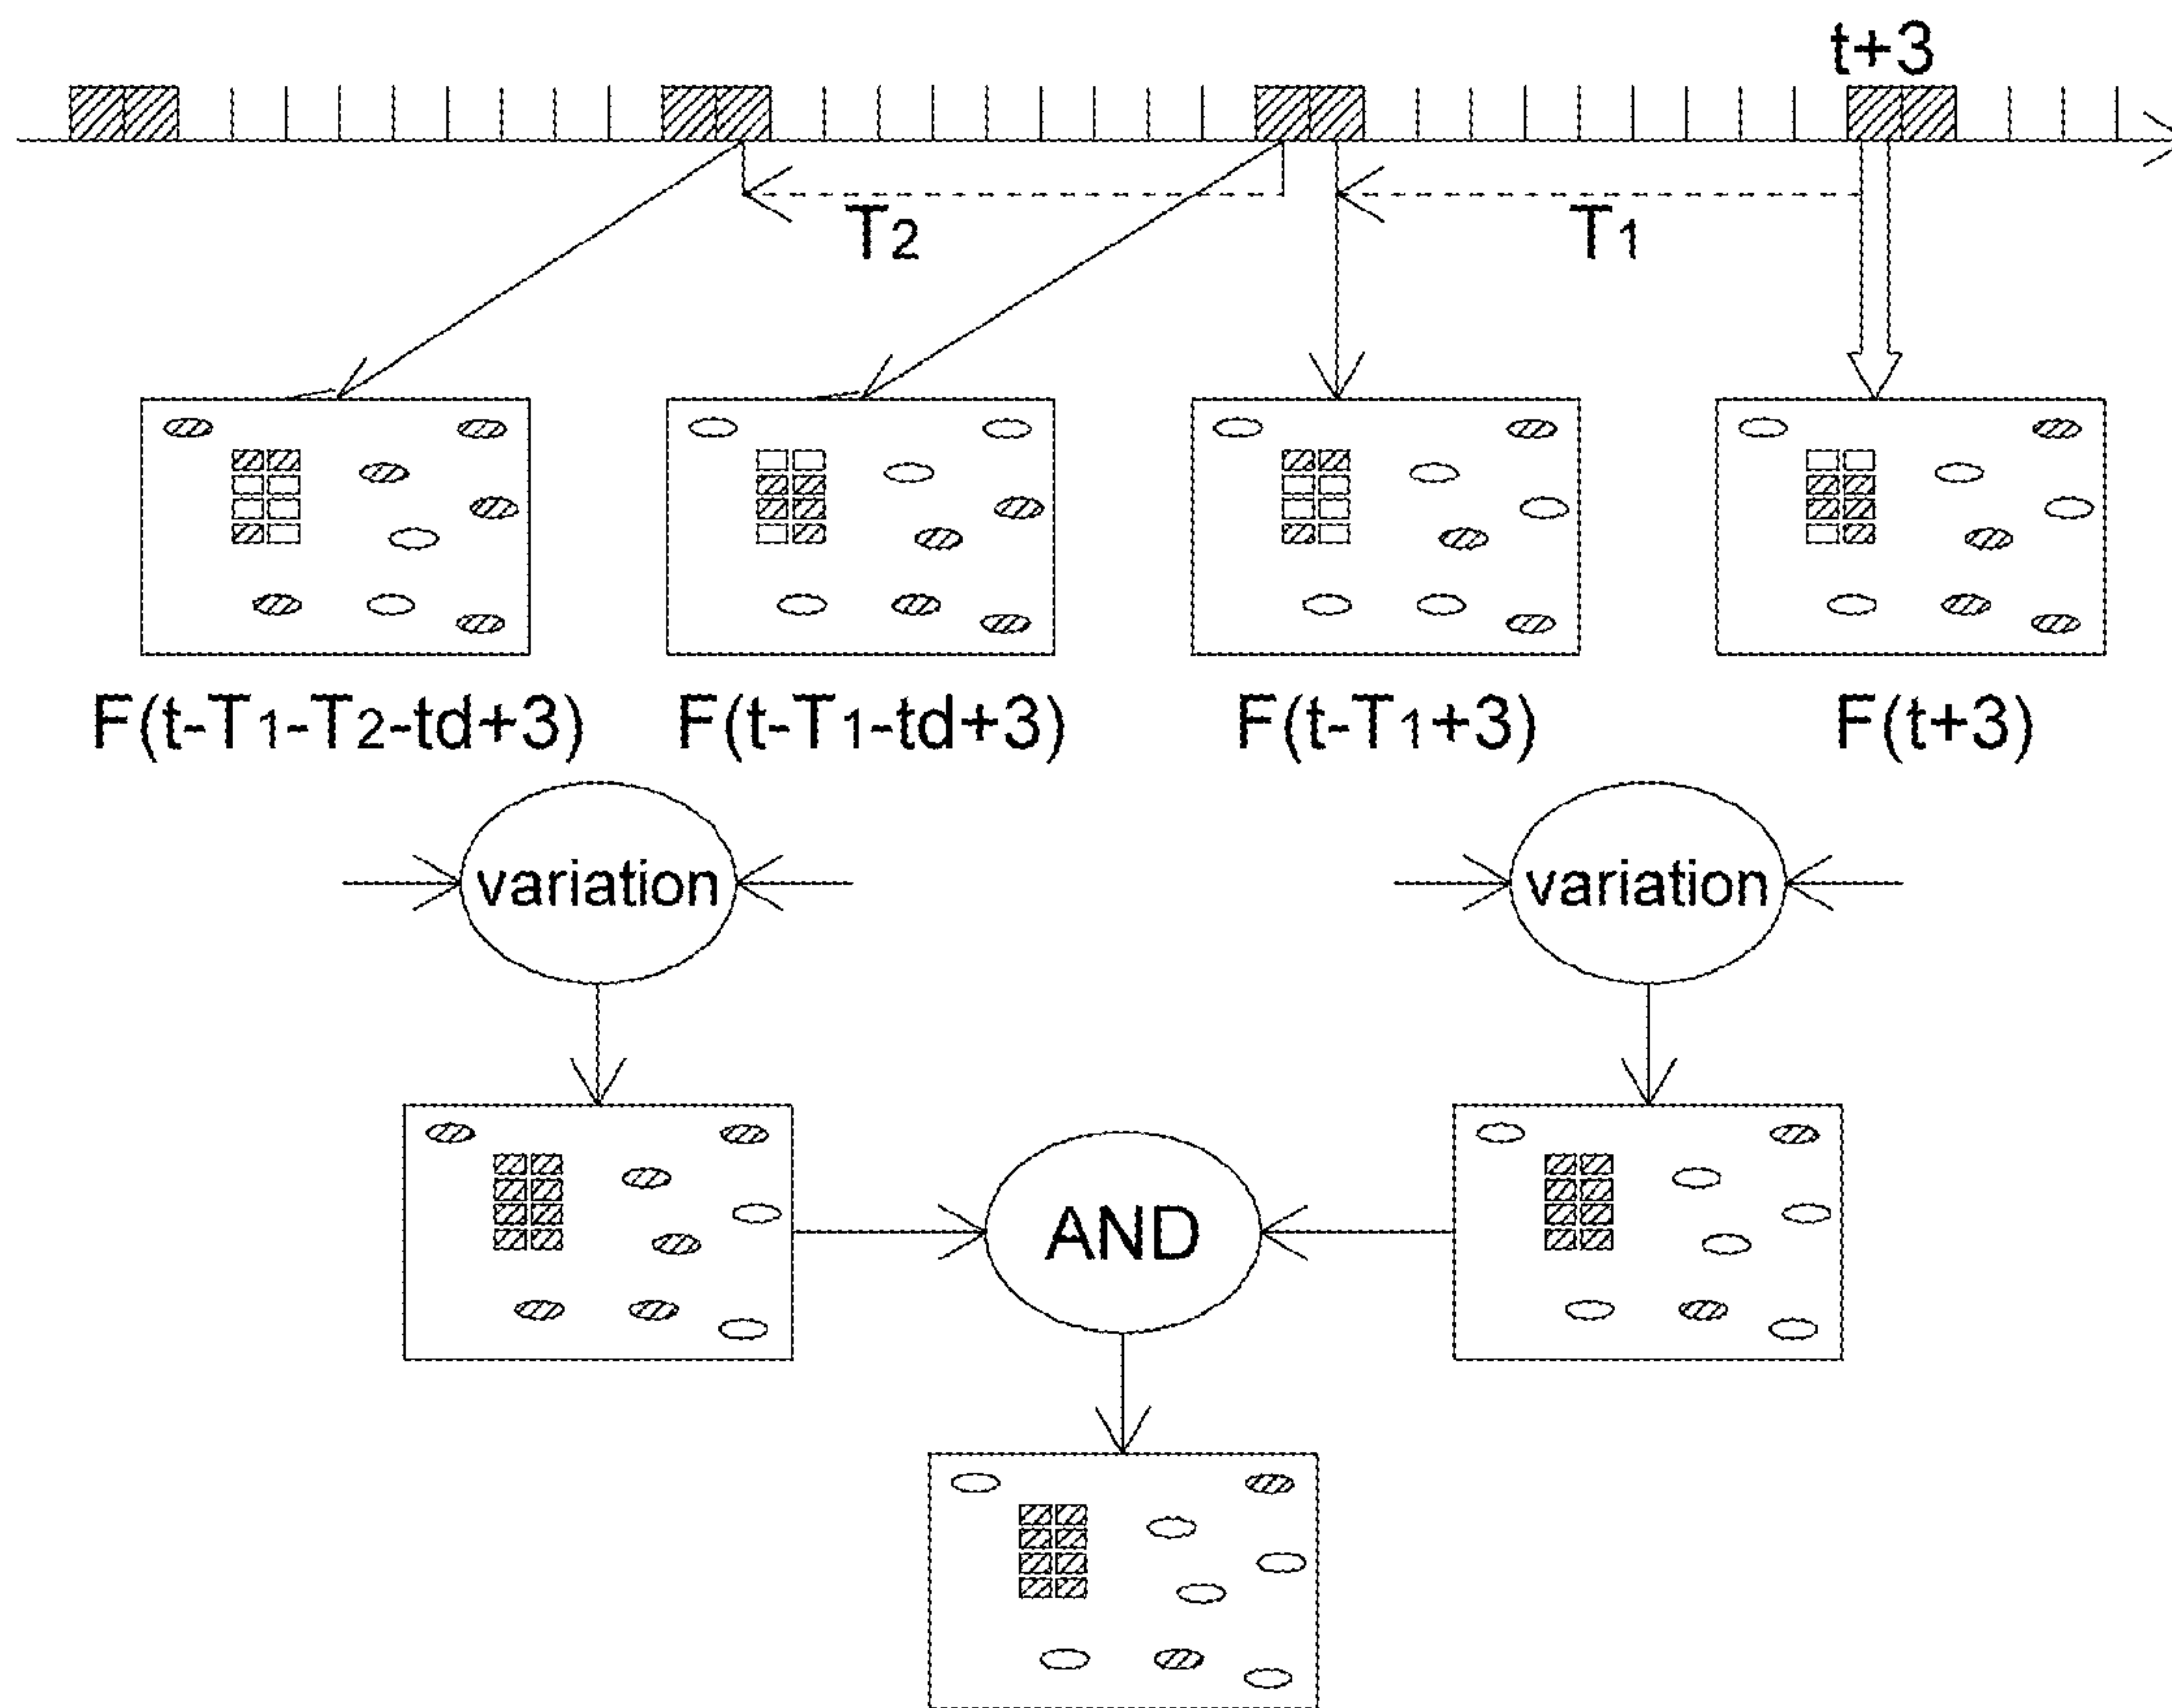 t+3
T2
T1
F(t-T1-T2-td+3)
F(t-T1-td+3)
F(t-T1+3)
F(t+3)
variation
variation
AND